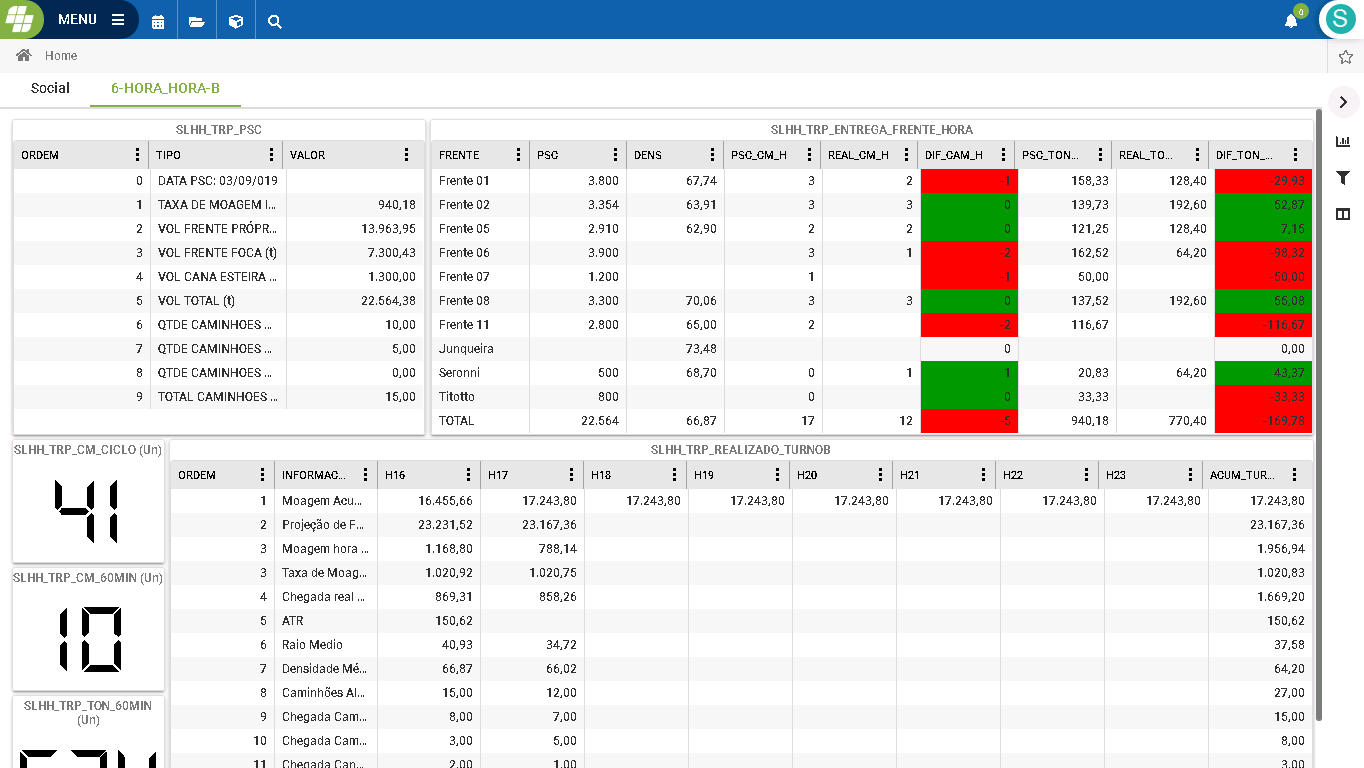 MENU
0
S
Home
Social 6-HORA_HORA-B
SLHH_TRP_PSC
ORDEM TIPO VALOR
0 DATA PSC: 03/09/019
1 TAXA DE MOAGEM I... 940,18
2 VOL FRENTE PRÓPR... 13.963,95
3 VOL FRENTE FOCA (t) 7.300,43
4 VOL CANA ESTEIRA ... 1.300,00
5 VOL TOTAL (t) 22.564,38
6 QTDE CAMINHOES ... 10,00
7 QTDE CAMINHOES ... 5,00
8 QTDE CAMINHOES ... 0,00
9 TOTAL CAMINHOES ... 15,00
SLHH_TRP_ENTREGA_FRENTE_HORA
FRENTE PSC DENS PSC_CM_H REAL_CM_H DIF_CAM_H PSC_TON... REAL_TO... DIF_TON_...
Frente 01 3.800 67,74 3 2 -1 158,33 128,40 -29,93
Frente 02 3.354 63,91 3 3 0 139,73 192,60 52,87
Frente 05 2.910 62,90 2 2 0 121,25 128,40 7,15
Frente 06 3.900 3 1 -2 162,52 64,20 -98,32
Frente 07 1.200 1 -1 50,00 -50,00
Frente 08 3.300 70,06 3 3 0 137,52 192,60 55,08
Frente 11 2.800 65,00 2 -2 116,67 -116,67
Junqueira 73,48 0 0,00
Seronni 500 68,70 0 1 1 20,83 64,20 43,37
Titotto 800 0 0 33,33 -33,33
TOTAL 22.564 66,87 17 12 -5 940,18 770,40 -169,78
SLHH_TRP_CM_CICLO (Un)
41
SLHH_TRP_CM_60MIN (Un)
10
SLHH_TRP_TON_60MIN
(Un)
SLHH_TRP_REALIZADO_TURNOB
ORDEM INFORMAC... H16 H17 H18 H19 H20 H21 H22 H23 ACUM_TUR...
1 Moagem Acu... 16.455,66 17.243,80 17.243,80 17.243,80 17.243,80 17.243,80 17.243,80 17.243,80 17.243,80
2 Projeção de F... 23.231,52 23.167,36 23.167,36
3 Moagem hora ... 1.168,80 788,14 1.956,94
3 Taxa de Moag... 1.020,92 1.020,75 1.020,83
4 Chegada real ... 869,31 858,26 1.669,20
5 ATR 150,62 150,62
6 Raio Medio 40,93 34,72 37,58
7 Densidade Mé... 66,87 66,02 64,20
8 Caminhões Al... 15,00 12,00 27,00
9 Chegada Cam... 8,00 7,00 15,00
10 Chegada Cam... 3,00 5,00 8,00
11 Chegada Can... 2,00 1,00 3,00